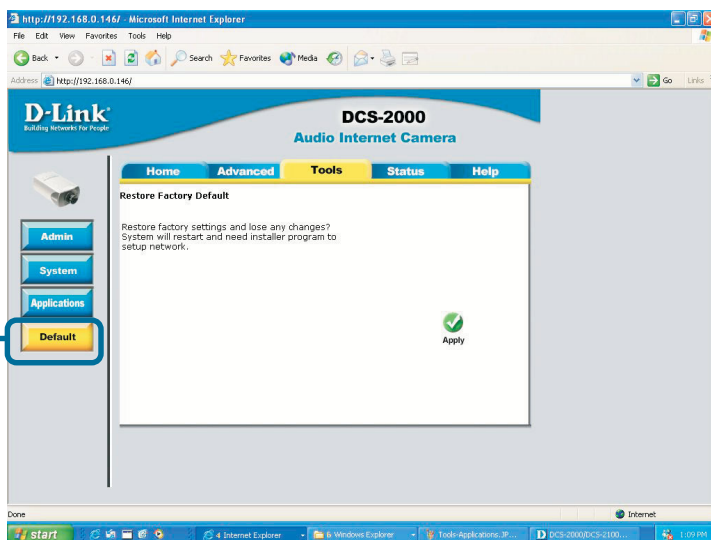 http://192.168.0.146/ - Microsoft Internet Explorer
File Edit View Favorites Tools Help
Back Search Favorites Media
Address http://192.168.0.146/ Go Links
D-Link
Building Networks for People
DCS-2000
Audio Internet Camera
Home Advanced Tools Status Help
Restore Factory Default
Restore factory settings and lose any changes?
System will restart and need installer program to
setup network.
Admin
System
Applications
Default
Apply
Done Internet
start 4 Internet Explorer 6 Windows Explorer Tools-Applications.JP... DCS-2000/DCS-2100... 1:09 PM